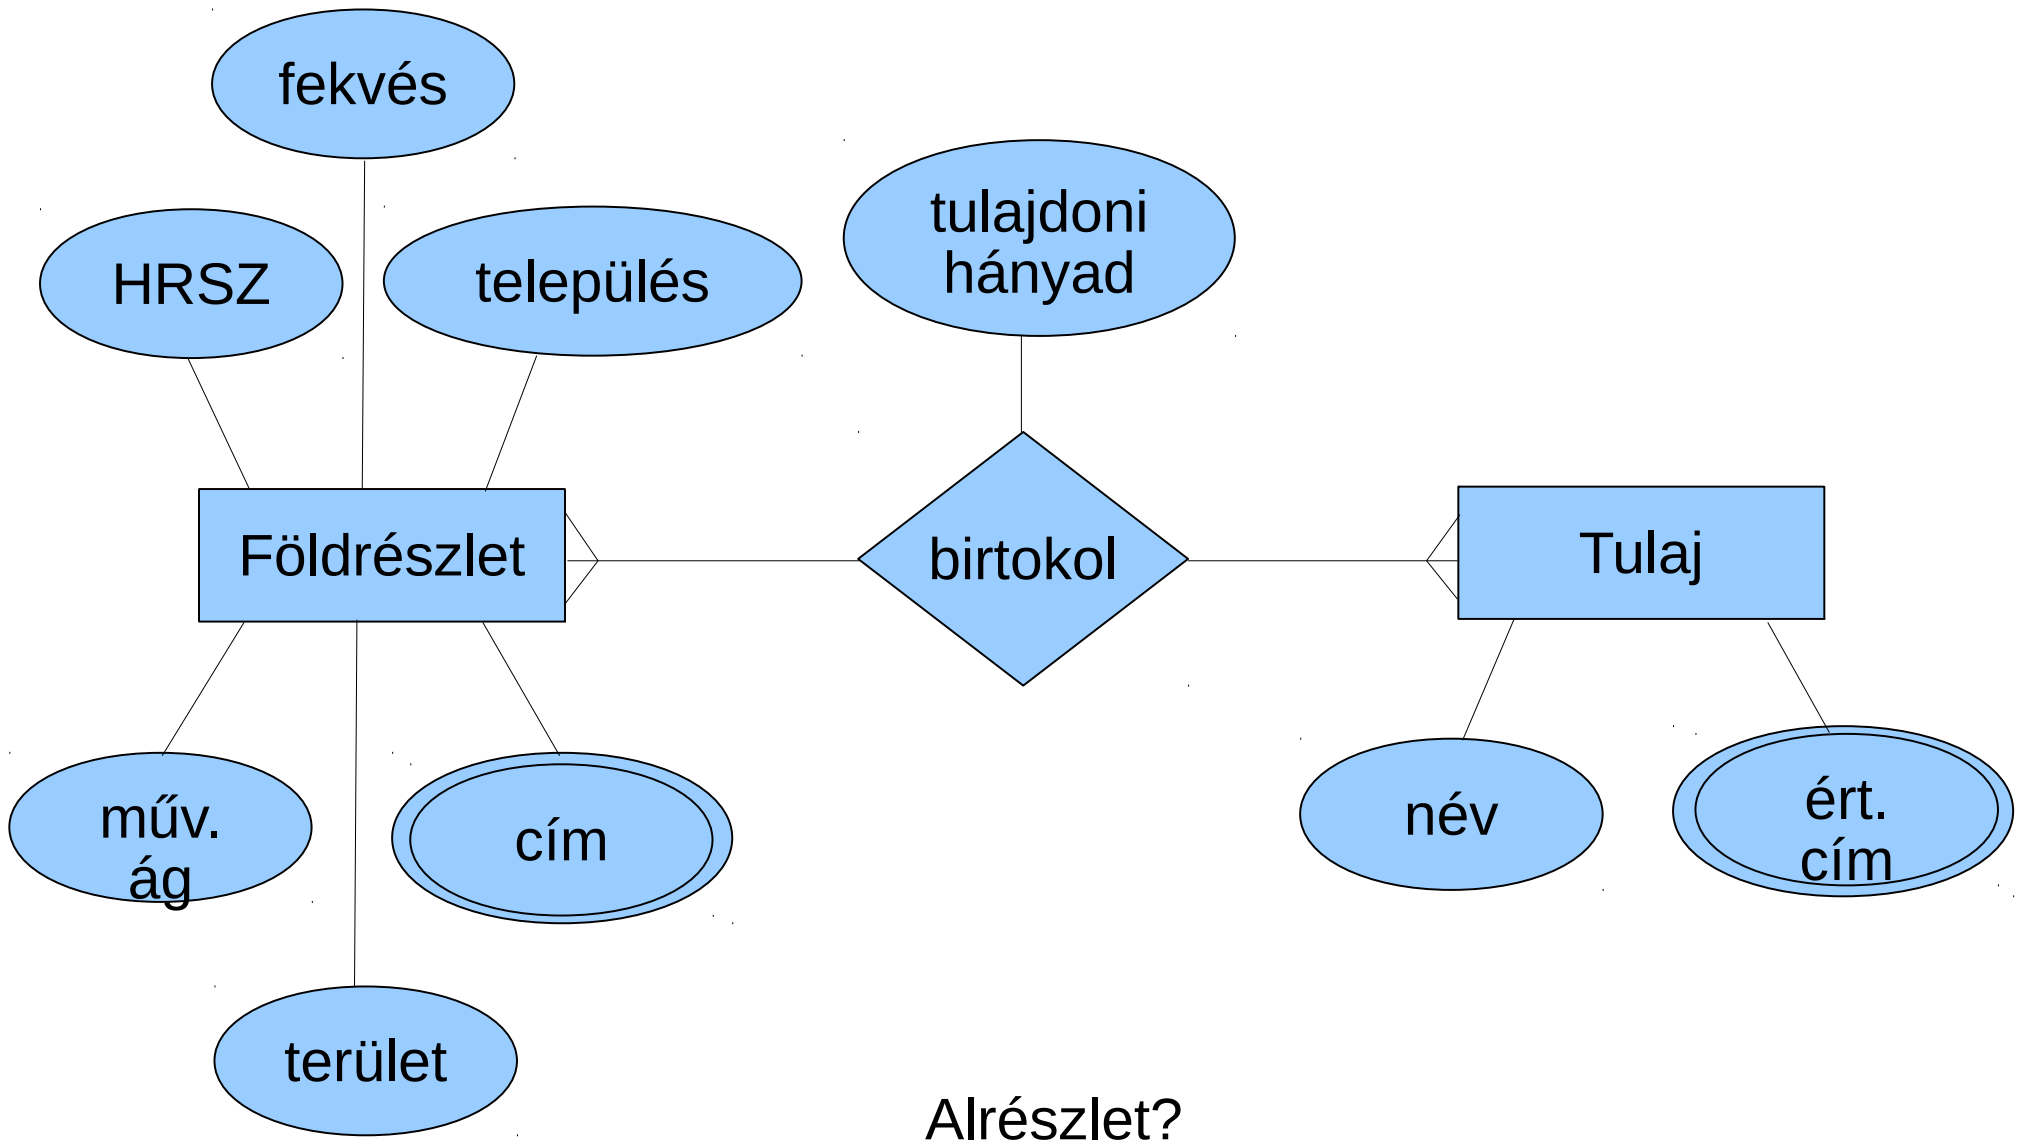 fekvés
HRSZ
település
tulajdoni
hányad
Földrészlet
birtokol
Tulaj
műv.
ág
cím
név
ért.
cím
terület
Alrészlet?